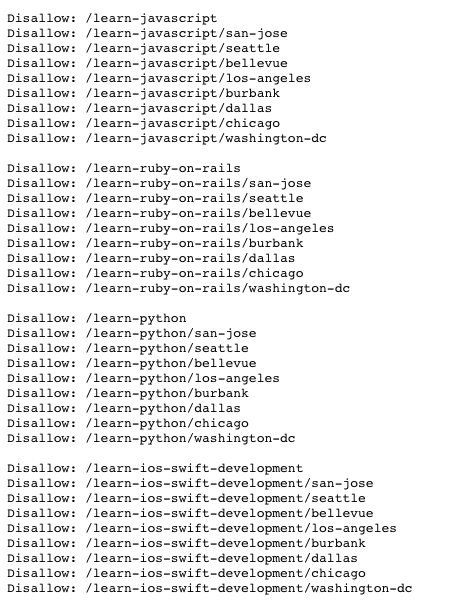 Disallow: /learn-javascript
Disallow: /learn-javascript/san-jose
Disallow: /learn-javascript/seattle
Disallow: /learn-javascript/bellevue
Disallow: /learn-javascript/los-angeles
Disallow: /learn-javascript/burbank
Disallow: /learn-javascript/dallas
Disallow: /learn-javascript/chicago
Disallow: /learn-javascript/washington-dc

Disallow: /learn-ruby-on-rails
Disallow: /learn-ruby-on-rails/san-jose
Disallow: /learn-ruby-on-rails/seattle
Disallow: /learn-ruby-on-rails/bellevue
Disallow: /learn-ruby-on-rails/los-angeles
Disallow: /learn-ruby-on-rails/burbank
Disallow: /learn-ruby-on-rails/dallas
Disallow: /learn-ruby-on-rails/chicago
Disallow: /learn-ruby-on-rails/washington-dc

Disallow: /learn-python
Disallow: /learn-python/san-jose
Disallow: /learn-python/seattle
Disallow: /learn-python/bellevue
Disallow: /learn-python/los-angeles
Disallow: /learn-python/burbank
Disallow: /learn-python/dallas
Disallow: /learn-python/chicago
Disallow: /learn-python/washington-dc

Disallow: /learn-ios-swift-development
Disallow: /learn-ios-swift-development/san-jose
Disallow: /learn-ios-swift-development/seattle
Disallow: /learn-ios-swift-development/bellevue
Disallow: /learn-ios-swift-development/los-angeles
Disallow: /learn-ios-swift-development/burbank
Disallow: /learn-ios-swift-development/dallas
Disallow: /learn-ios-swift-development/chicago
Disallow: /learn-ios-swift-development/washington-dc